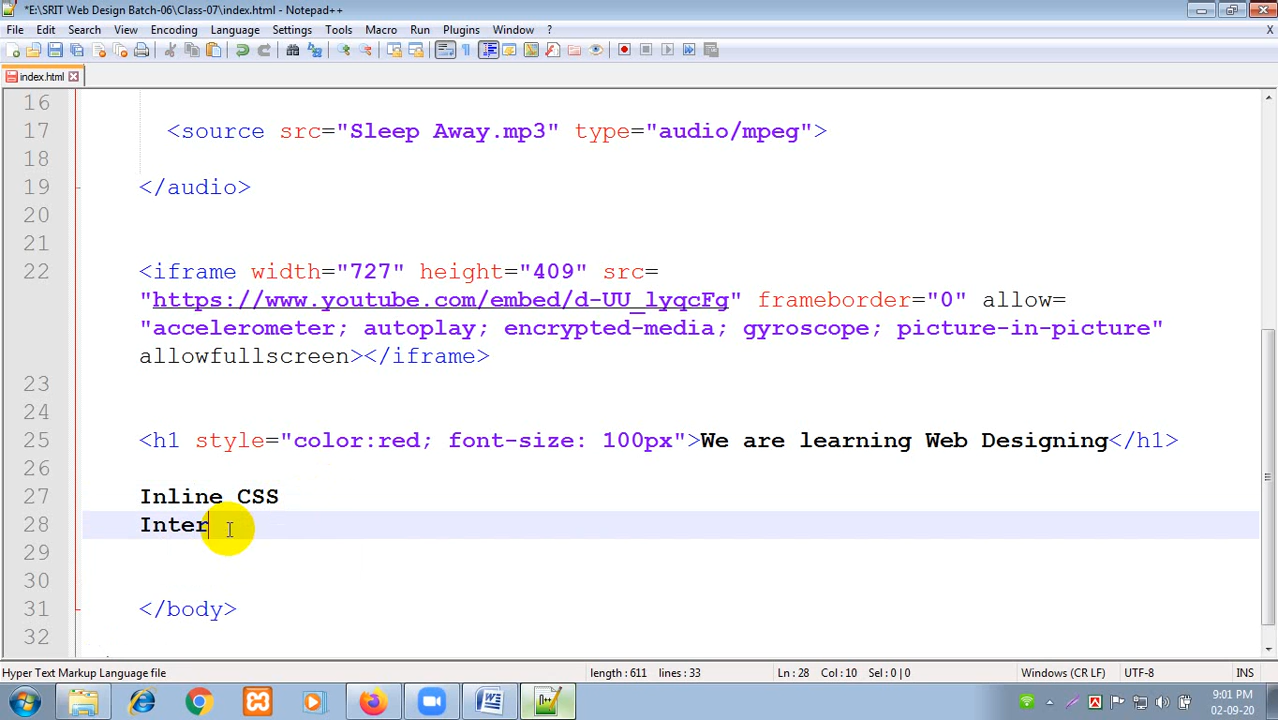 *E:\SRIT Web Design Batch-06\Class-07\index.html - Notepad++
File Edit Search View Encoding Language Settings Tools Macro Run Plugins Window ? X
index.html
16
17 <source src="Sleep Away.mp3" type="audio/mpeg">
18
19 </audio>
20
21
22 <iframe width="727" height="409" src=
"https://www.youtube.com/embed/d-UU_lyqcFg" frameborder="0" allow=
"accelerometer; autoplay; encrypted-media; gyroscope; picture-in-picture"
allowfullscreen></iframe>
23
24
25 <h1 style="color:red; font-size: 100px">We are learning Web Designing</h1>
26
27 Inline CSS
28 Inter
29
30
31 </body>
32
Hyper Text Markup Language file length : 611 lines : 33 Ln : 28 Col : 10 Sel : 0 | 0 Windows (CR LF) UTF-8 INS
9:01 PM
02-09-20